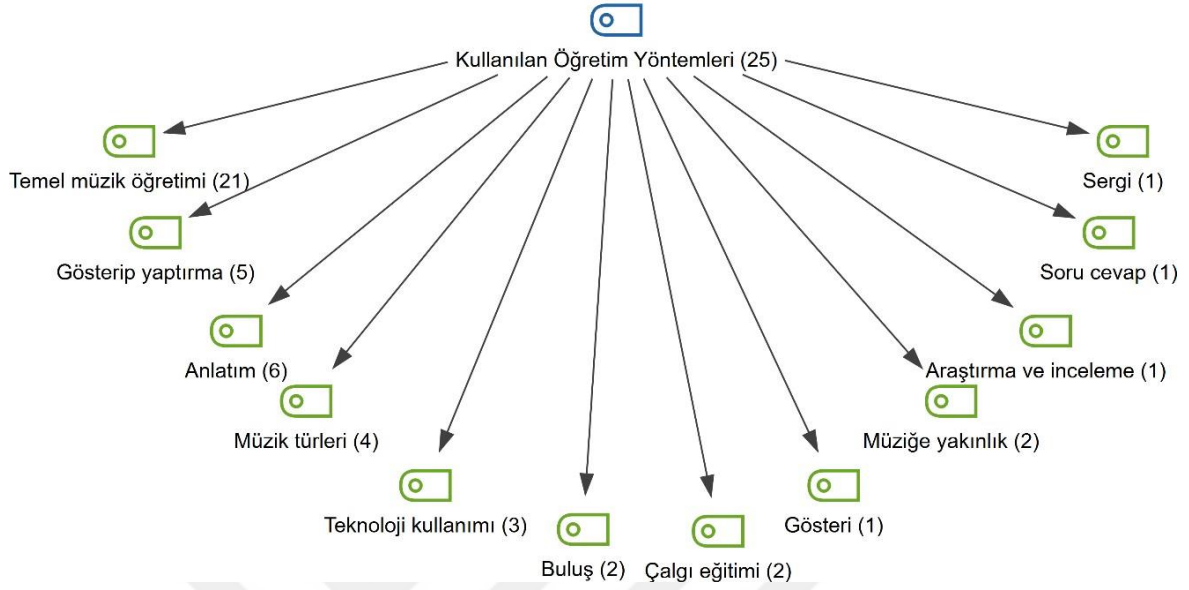 Kullanılan Öğretim Yöntemleri (25)
Temel müzik öğretimi (21)
Sergi (1)
Gösterip yaptırma (5)
Soru cevap (1)
Anlatım (6)
Araştırma ve inceleme (1)
Müzik türleri (4)
Müziğe yakınlık (2)
Teknoloji kullanımı (3)
Gösteri (1)
Buluş (2)
Çalgı eğitimi (2)